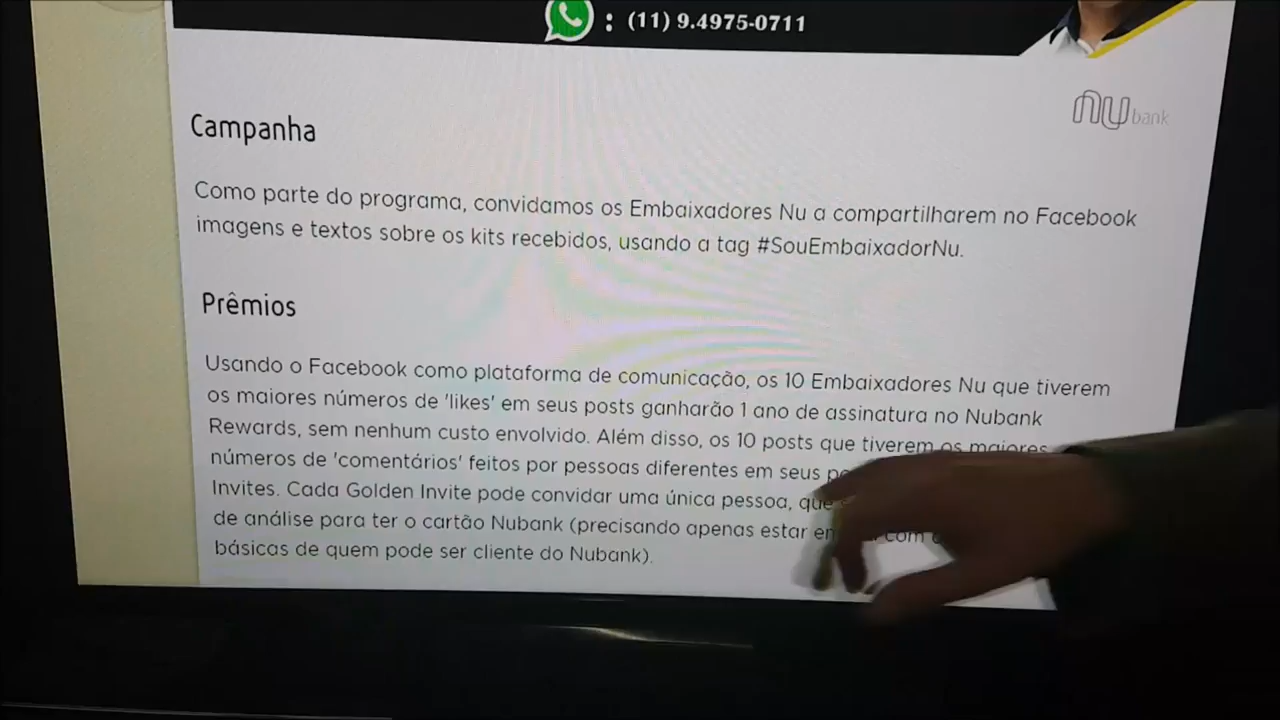 : (11) 9.4975-0711
nu bank
Campanha
Como parte do programa, convidamos os Embaixadores Nu a compartilharem no Facebook
imagens e textos sobre os kits recebidos, usando a tag #SouEmbaixadorNu.
Prêmios
Usando o Facebook como plataforma de comunicação, os 10 Embaixadores Nu que tiverem
os maiores números de 'likes' em seus posts ganharão 1 ano de assinatura no Nubank
Rewards, sem nenhum custo envolvido. Além disso, os 10 posts que tiverem os maiores
números de 'comentários' feitos por pessoas diferentes em seus
Invites. Cada Golden Invite pode convidar uma única pessoa, que
de análise para ter o cartão Nubank (precisando apenas estar com
básicas de quem pode ser cliente do Nubank).